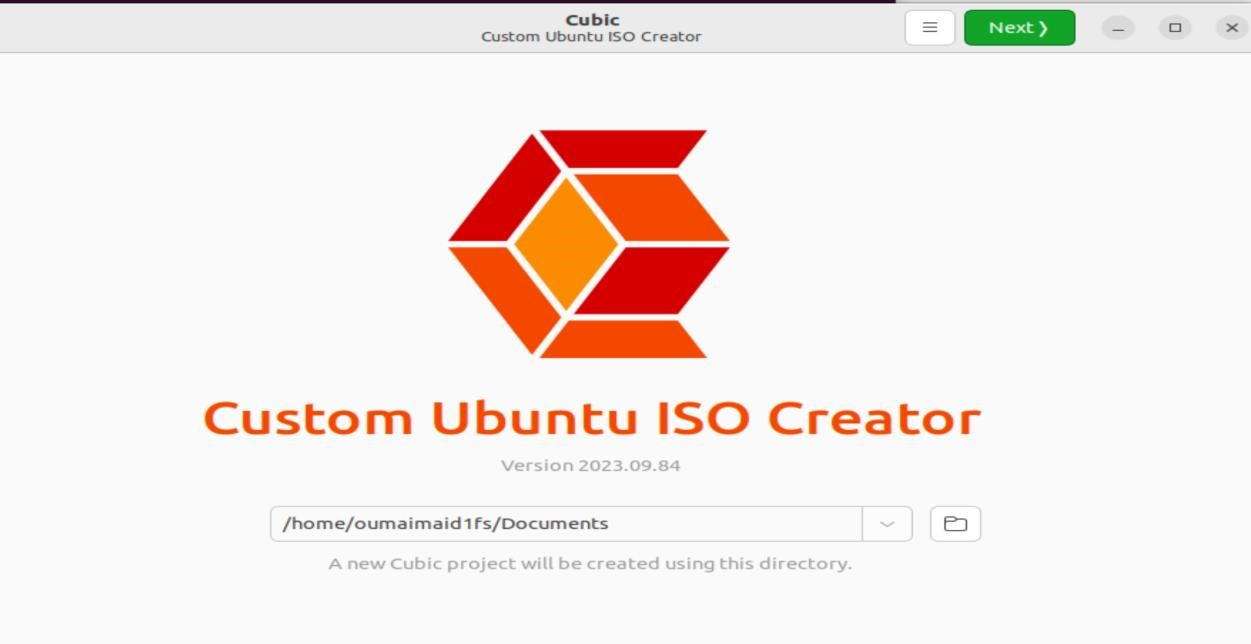 Cubic
Custom Ubuntu ISO Creator
Next ❯
Custom Ubuntu ISO Creator
Version 2023.09.84
/home/oumaimaid1fs/Documents
A new Cubic project will be created using this directory.